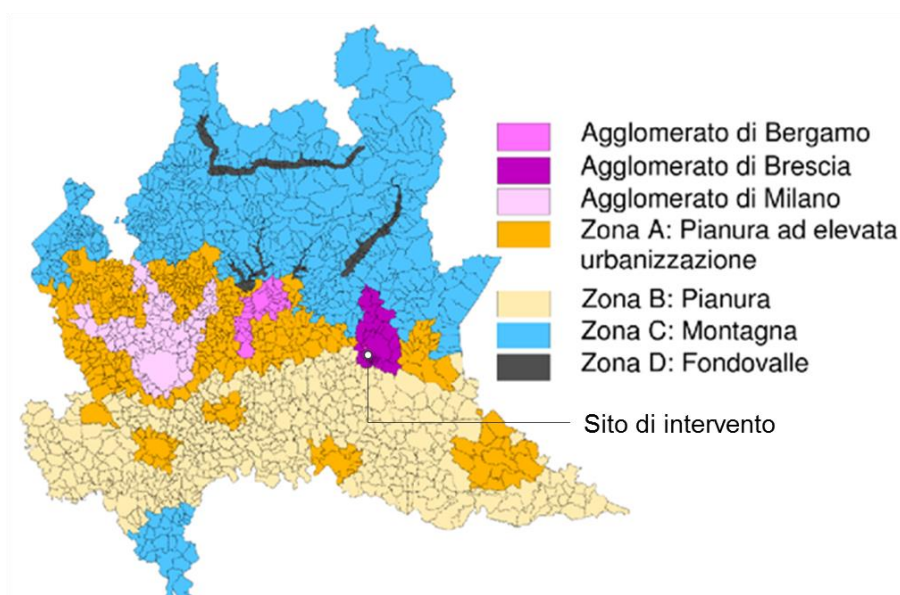 Agglomerato di Bergamo
Agglomerato di Brescia
Agglomerato di Milano
Zona A: Pianura ad elevata
urbanizzazione
Zona B: Pianura
Zona C: Montagna
Zona D: Fondovalle
Sito di intervento